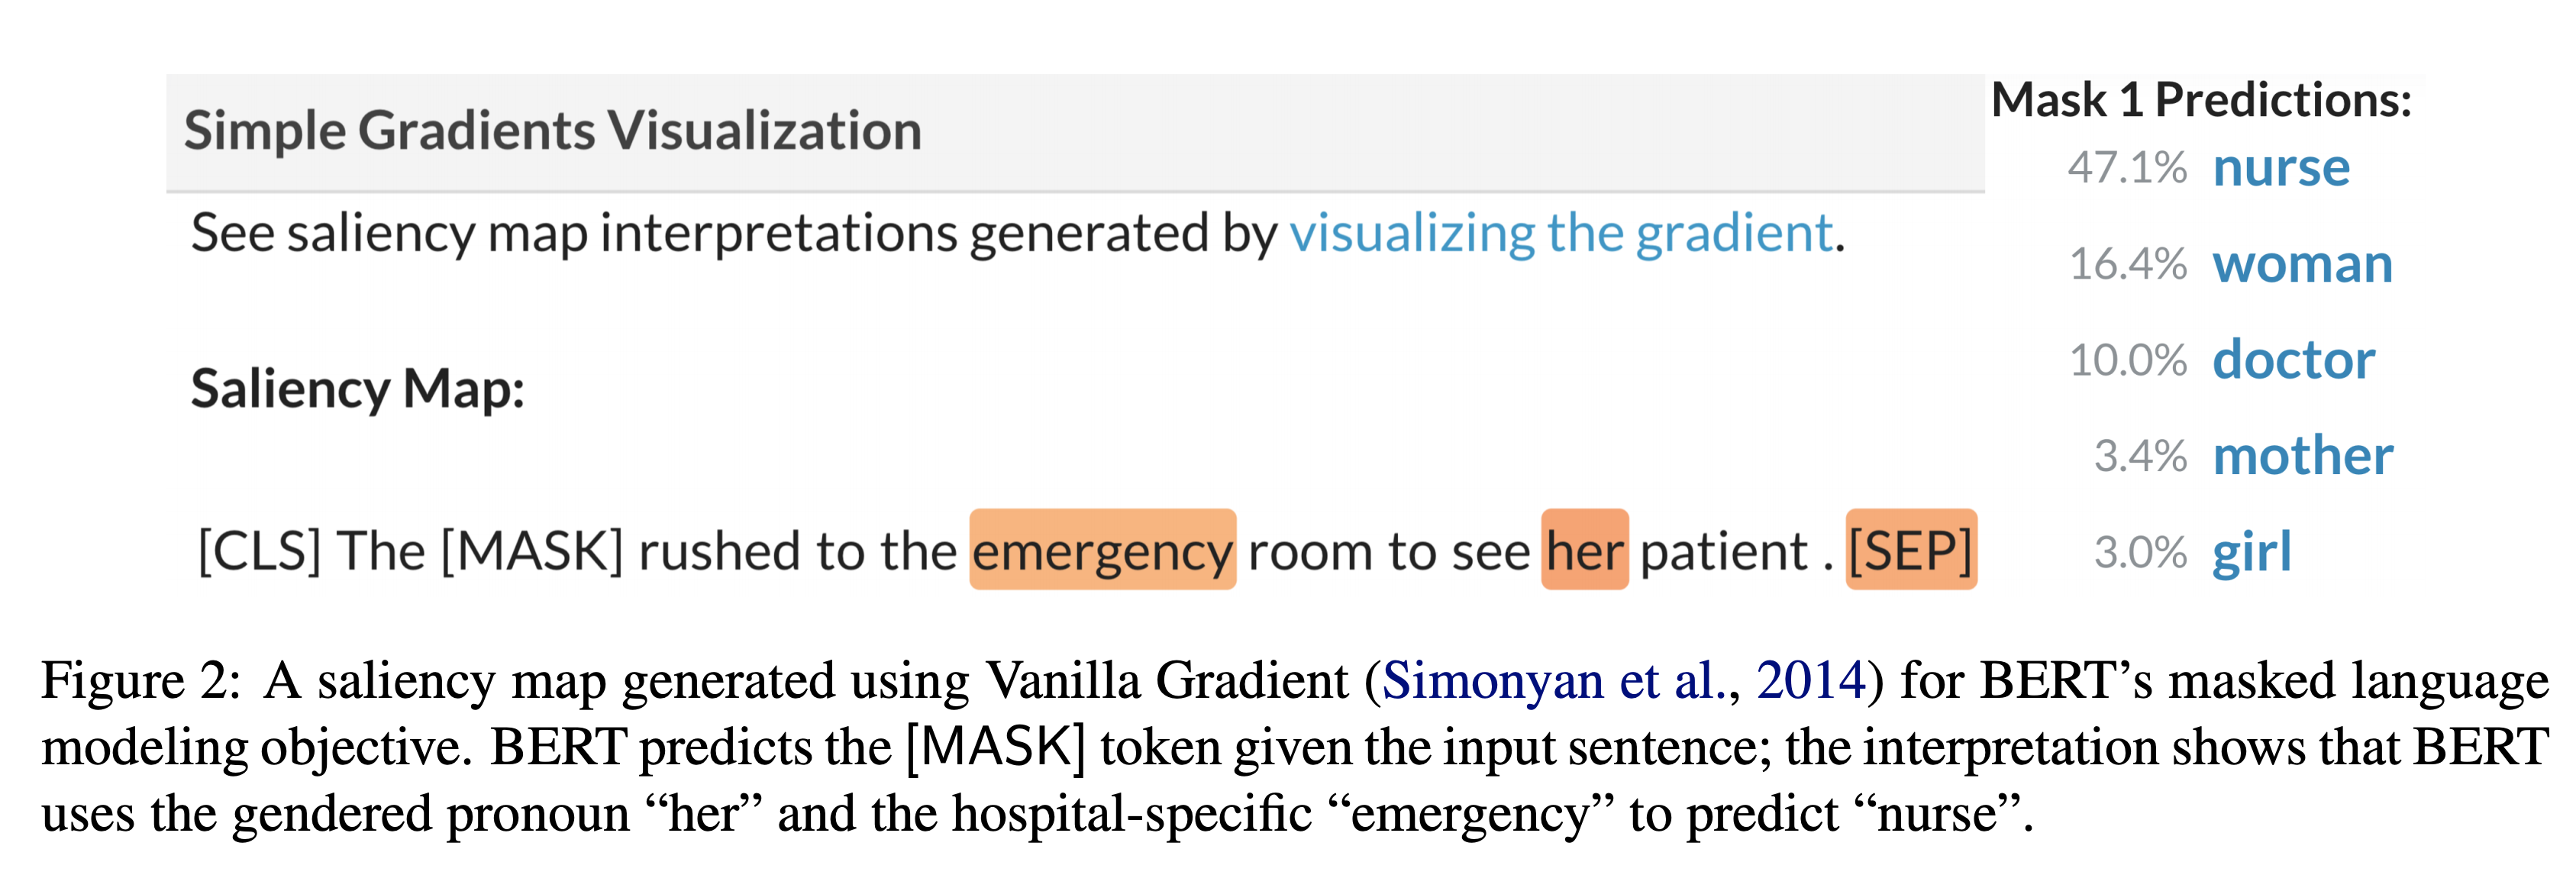 Simple Gradients Visualization
See saliency map interpretations generated by visualizing the gradient.
Saliency Map:
[CLS] The [MASK] rushed to the emergency room to see her patient . [SEP]
Mask 1 Predictions:
47.1% nurse
16.4% woman
10.0% doctor
3.4% mother
3.0% girl
Figure 2: A saliency map generated using Vanilla Gradient (Simonyan et al., 2014) for BERT’s masked language
modeling objective. BERT predicts the [MASK] token given the input sentence; the interpretation shows that BERT
uses the gendered pronoun “her” and the hospital-specific “emergency” to predict “nurse”.